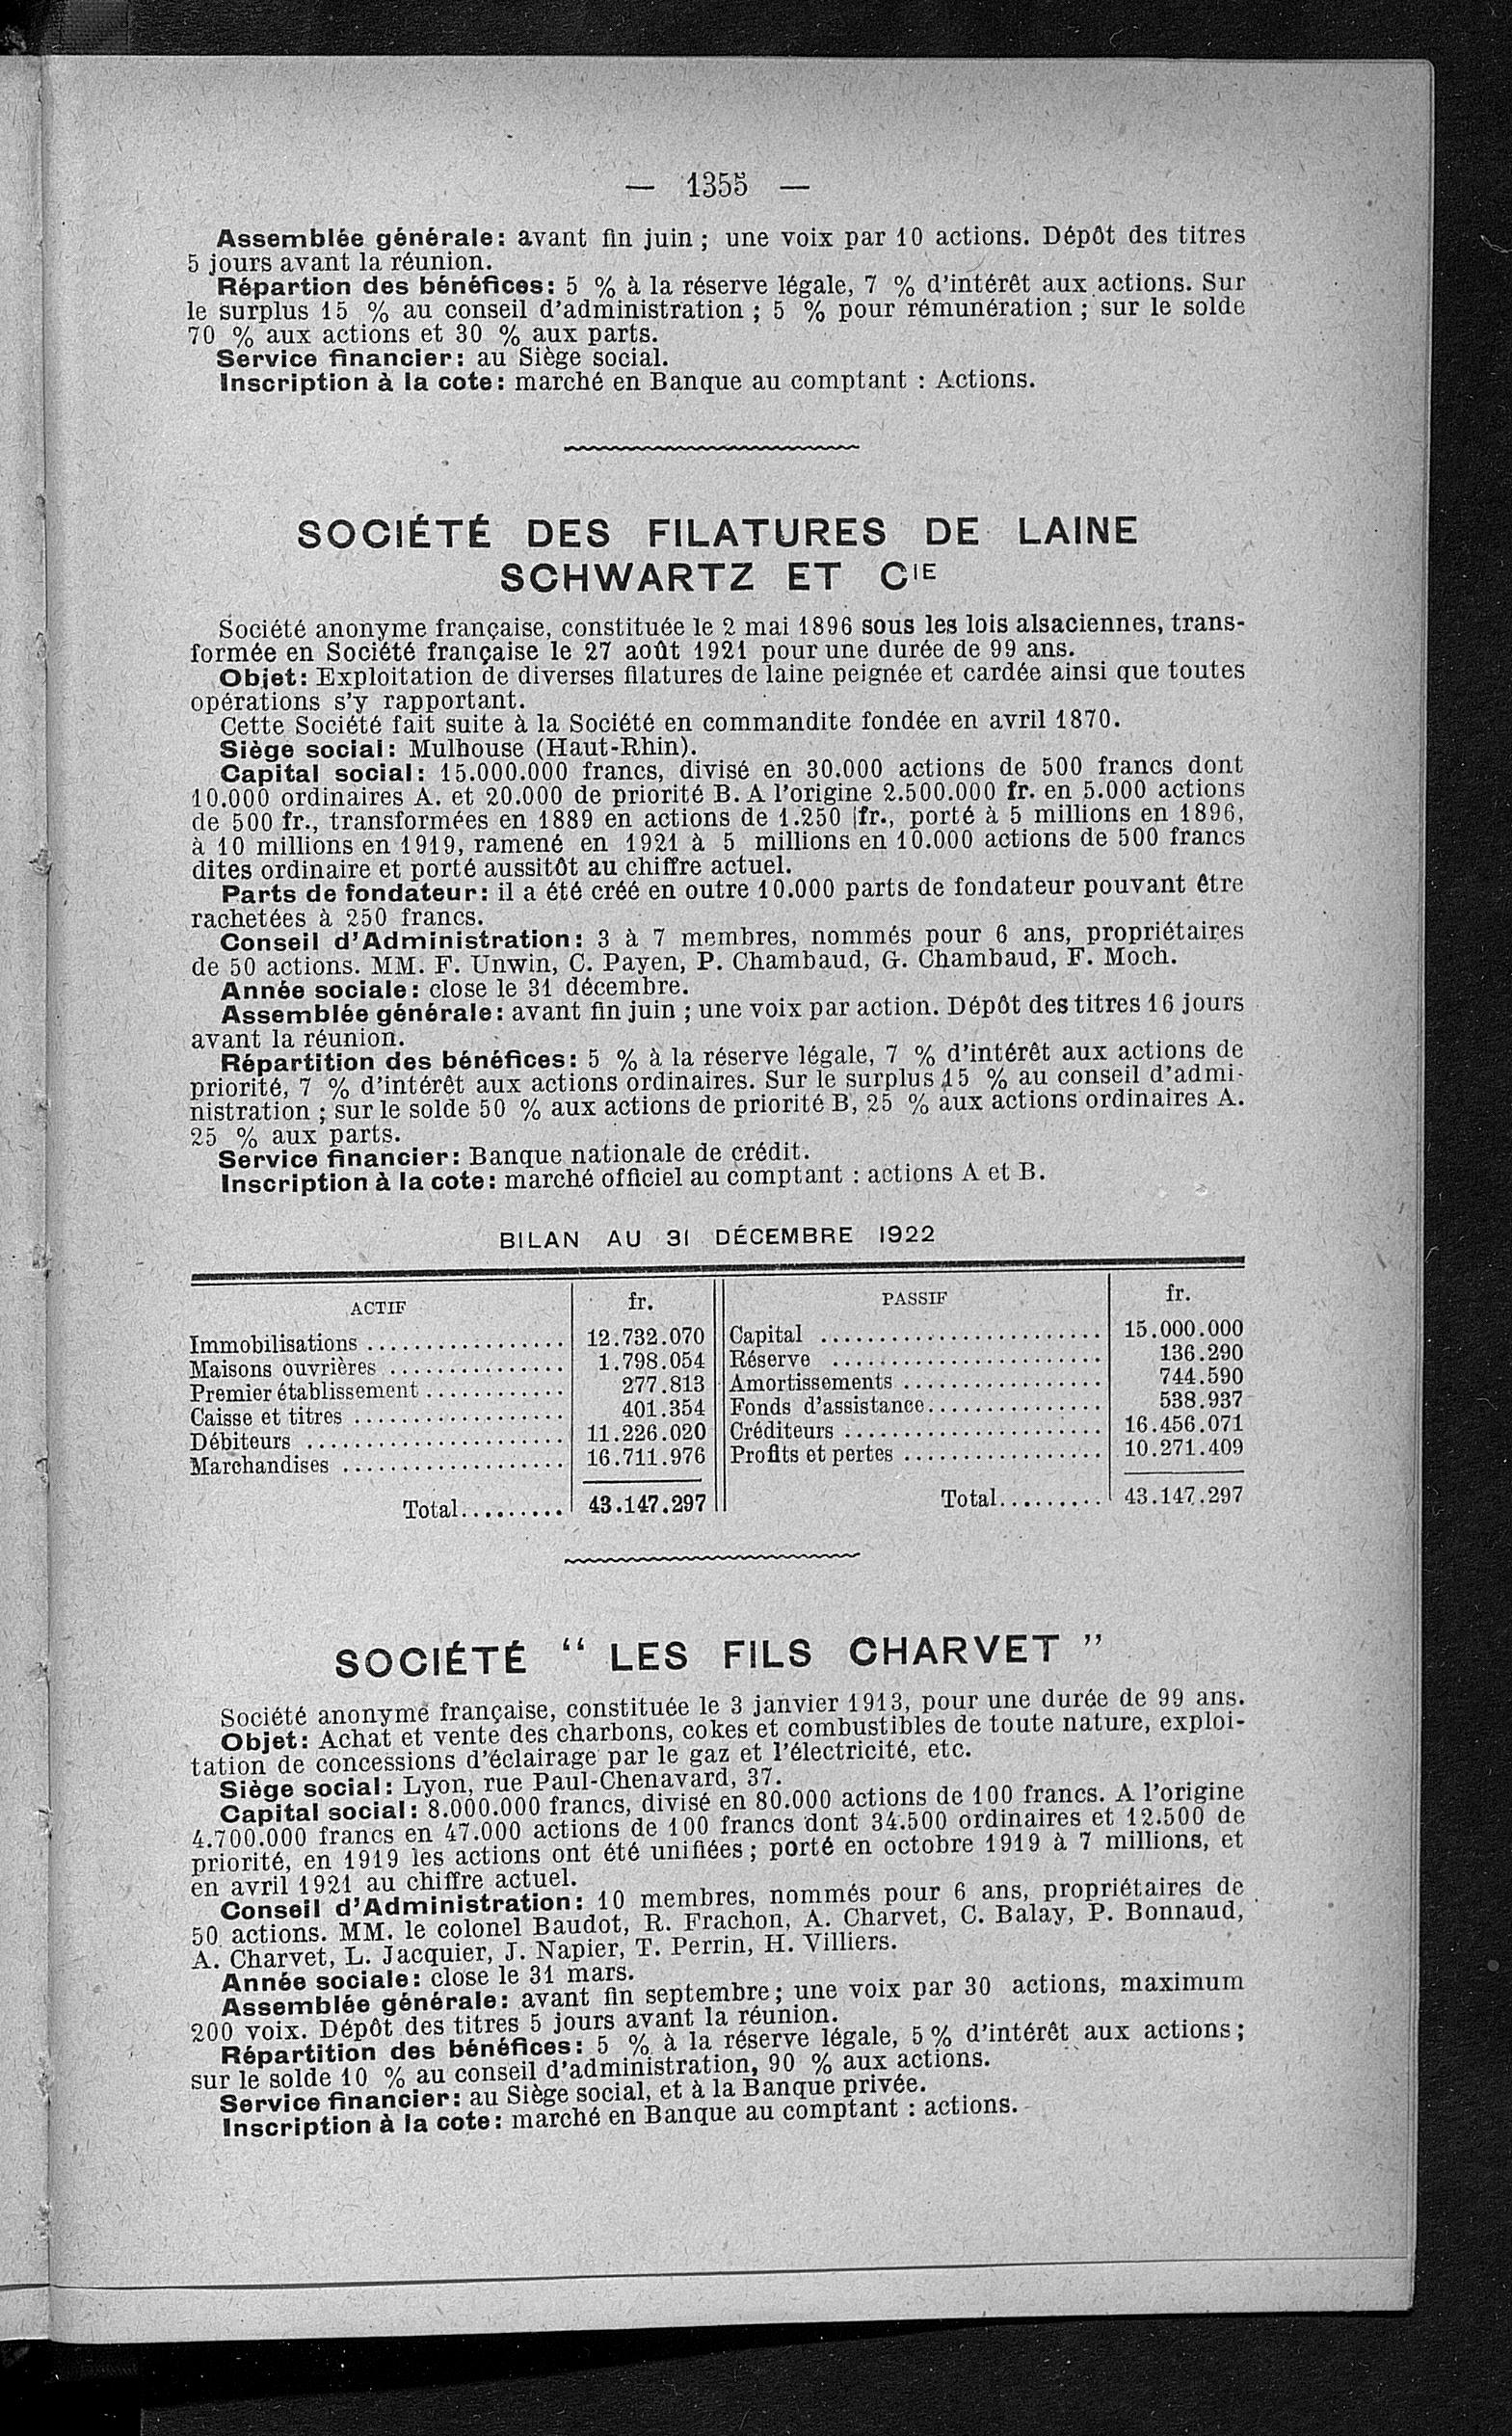 — 1355 —
Assemblée générale: avant fin juin ; une voix par 10 actions. Dépôt des titres
5 jours avant la réunion.
Répartion des bénéfices: 5 % à la réserve légale, 7 % d'intérêt aux actions. Sur
le surplus 15 % au conseil d'administration ; 5 % pour rémunération ; sur le solde
70 % aux actions et 30 % aux parts.
Service financier: au Siège social.
Inscription à la cote: marché en Banque au comptant : Actions.
SOCIÉTÉ DES FILATURES DE LAINE
SCHWARTZ ET CIE
Société anonyme française, constituée le 2 mai 1896 sous les lois alsaciennes, trans-
formée en Société française le 27 août 1921 pour une durée de 99 ans.
Objet: Exploitation de diverses filatures de laine peignée et cardée ainsi que toutes
opérations s'y rapportant.
Cette Société fait suite à la Société en commandite fondée en avril 1870.
Siège social: Mulhouse (Haut-Rhin).
Capital social: 15.000.000 francs, divisé en 30.000 actions de 500 francs dont
10.000 ordinaires A. et 20.000 de priorité B. A l'origine 2.500.000 fr. en 5.000 actions
de 500 fr., transformées en 1889 en actions de 1.250 fr., porté à 5 millions en 1896,
à 10 millions en 1919, ramené en 1921 à 5 millions en 10.000 actions de 500 francs
dites ordinaire et porté aussitôt au chiffre actuel.
Parts de fondateur: il a été créé en outre 10.000 parts de fondateur pouvant être
rachetées à 250 francs.
Conseil d'Administration: 3 à 7 membres, nommés pour 6 ans, propriétaires
de 50 actions. MM. F. Unwin, C. Payen, P. Chambaud, G. Chambaud, F. Moch.
Année sociale: close le 31 décembre.
Assemblée générale: avant fin juin ; une voix par action. Dépôt des titres 16 jours
avant la réunion.
Répartition des bénéfices: 5 % à la réserve légale, 7 % d'intérêt aux actions de
priorité, 7 % d'intérêt aux actions ordinaires. Sur le surplus 15 % au conseil d'admi-
nistration ; sur le solde 50 % aux actions de priorité B, 25 % aux actions ordinaires A.
25 % aux parts.
Service financier: Banque nationale de crédit.
Inscription à la cote: marché officiel au comptant : actions A et B.
BILAN AU 31 DÉCEMBRE 1922
ACTIF fr. PASSIF fr.
Immobilisations ................. 12.732.070 Capital ........................ 15.000.000
Maisons ouvrières ............... 1.798.054 Réserve ....................... 136.290
Premier établissement ............ 277.813 Amortissements ................. 744.590
Caisse et titres .................. 401.354 Fonds d'assistance............... 538.937
Débiteurs ...................... 11.226.020 Créditeurs ...................... 16.456.071
Marchandises ................... 16.711.976 Profits et pertes ................. 10.271.409
Total......... 43.147.297 Total......... 43.147.297
SOCIÉTÉ “ LES FILS CHARVET ”
Société anonyme française, constituée le 3 janvier 1913, pour une durée de 99 ans.
Objet: Achat et vente des charbons, cokes et combustibles de toute nature, exploi-
tation de concessions d'éclairage par le gaz et l'électricité, etc.
Siège social: Lyon, rue Paul-Chenavard, 37.
Capital social: 8.000.000 francs, divisé en 80.000 actions de 100 francs. A l'origine
4.700.000 francs en 47.000 actions de 100 francs dont 34.500 ordinaires et 12.500 de
priorité, en 1919 les actions ont été unifiées ; porté en octobre 1919 à 7 millions, et
en avril 1921 au chiffre actuel.
Conseil d'Administration: 10 membres, nommés pour 6 ans, propriétaires de
50 actions. MM. le colonel Baudot, R. Frachon, A. Charvet, C. Balay, P. Bonnaud,
A. Charvet, L. Jacquier, J. Napier, T. Perrin, H. Villiers.
Année sociale: close le 31 mars.
Assemblée générale: avant fin septembre ; une voix par 30 actions, maximum
200 voix. Dépôt des titres 5 jours avant la réunion.
Répartition des bénéfices: 5 % à la réserve légale, 5 % d'intérêt aux actions ;
sur le solde 10 % au conseil d'administration, 90 % aux actions.
Service financier: au Siège social, et à la Banque privée.
Inscription à la cote: marché en Banque au comptant : actions.